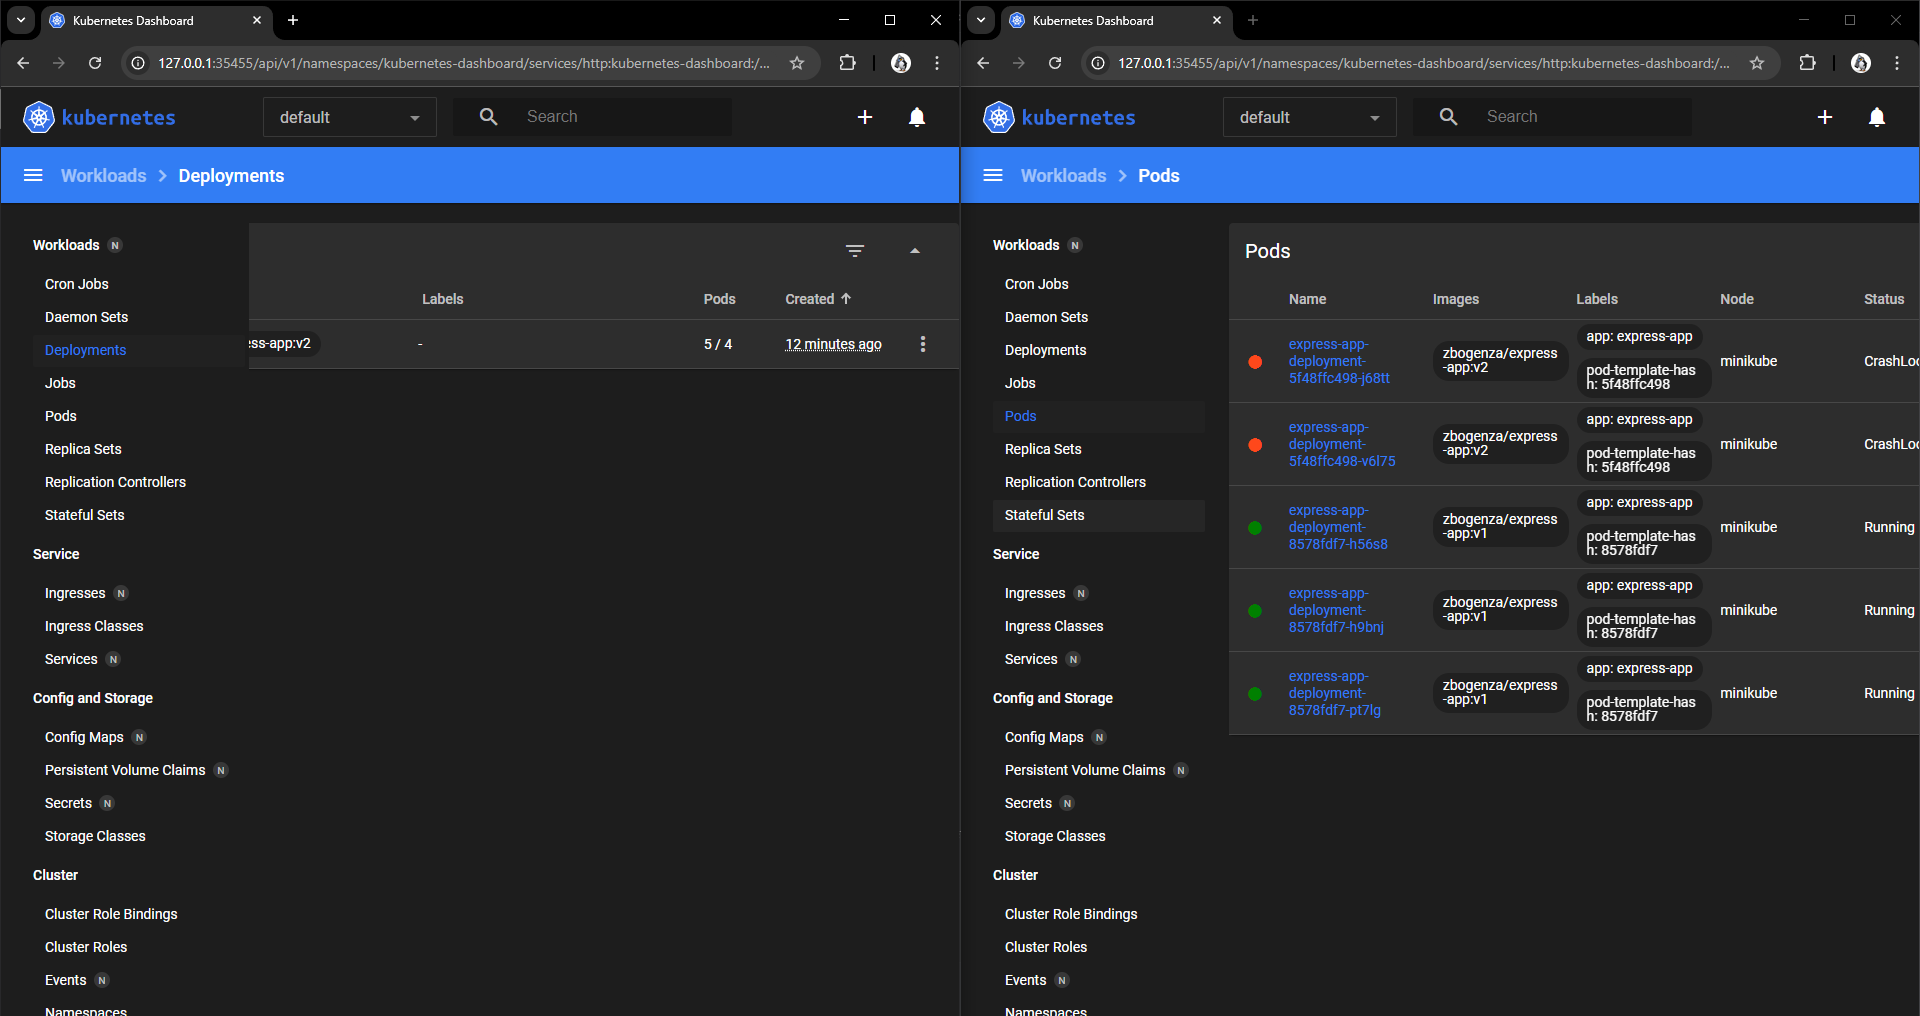 Kubernetes Dashboard
127.0.0.1:35455/api/v1/namespaces/kubernetes-dashboard/services/http:kubernetes-dashboard:/...
kubernetes
default
Search
Workloads
Deployments
Workloads N
Cron Jobs
Daemon Sets
Deployments
Jobs
Pods
Replica Sets
Replication Controllers
Stateful Sets
Service
Ingresses N
Ingress Classes
Services N
Config and Storage
Config Maps N
Persistent Volume Claims N
Secrets N
Storage Classes
Cluster
Cluster Role Bindings
Cluster Roles
Events N
Namespaces
Labels
Pods
Created
ss-app:v2
-
5 / 4
12 minutes ago
Kubernetes Dashboard
127.0.0.1:35455/api/v1/namespaces/kubernetes-dashboard/services/http:kubernetes-dashboard:/...
kubernetes
default
Search
Workloads
Pods
Workloads N
Cron Jobs
Daemon Sets
Deployments
Jobs
Pods
Replica Sets
Replication Controllers
Stateful Sets
Service
Ingresses N
Ingress Classes
Services N
Config and Storage
Config Maps N
Persistent Volume Claims N
Secrets N
Storage Classes
Cluster
Cluster Role Bindings
Cluster Roles
Events N
Namespaces
Pods
Name
Images
Labels
Node
Status
express-app-
deployment-
5f48ffc498-j68tt
zbogenza/express
-app:v2
app: express-app
pod-template-has
h: 5f48ffc498
minikube
CrashLoo
express-app-
deployment-
5f48ffc498-v6l75
zbogenza/express
-app:v2
app: express-app
pod-template-has
h: 5f48ffc498
minikube
CrashLoo
express-app-
deployment-
8578fdf7-h56s8
zbogenza/express
-app:v1
app: express-app
pod-template-has
h: 8578fdf7
minikube
Running
express-app-
deployment-
8578fdf7-h9bnj
zbogenza/express
-app:v1
app: express-app
pod-template-has
h: 8578fdf7
minikube
Running
express-app-
deployment-
8578fdf7-pt7lg
zbogenza/express
-app:v1
app: express-app
pod-template-has
h: 8578fdf7
minikube
Running